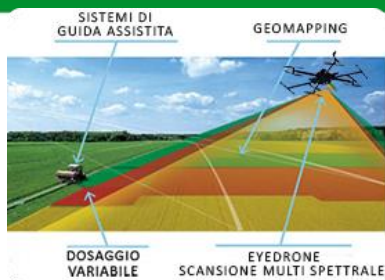 SISTEMI DI
GUIDA ASSISTITA
GEOMAPPING
DOSAGGIO
VARIABILE
EYEDRONE
SCANSIONE MULTI SPETTRALE